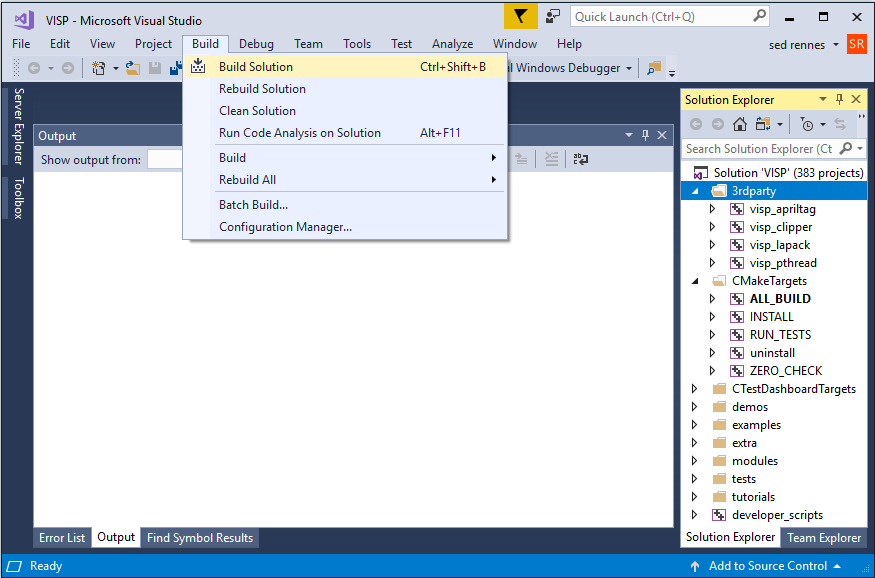 VISP - Microsoft Visual Studio
Quick Launch (Ctrl+Q)
File Edit View Project Build Debug Team Tools Test Analyze Window Help
sed rennes
SR
Windows Debugger
Build Solution Ctrl+Shift+B
Rebuild Solution
Clean Solution
Run Code Analysis on Solution Alt+F11
Build
Rebuild All
Batch Build...
Configuration Manager...
Server Explorer
Toolbox
Output
Show output from:
Solution Explorer
Search Solution Explorer (Ct
Solution 'VISP' (383 projects)
3rdparty
visp_apriltag
visp_clipper
visp_lapack
visp_pthread
CMakeTargets
ALL_BUILD
INSTALL
RUN_TESTS
uninstall
ZERO_CHECK
CTestDashboardTargets
demos
examples
extra
modules
tests
tutorials
developer_scripts
Error List Output Find Symbol Results
Solution Explorer Team Explorer
Ready
Add to Source Control